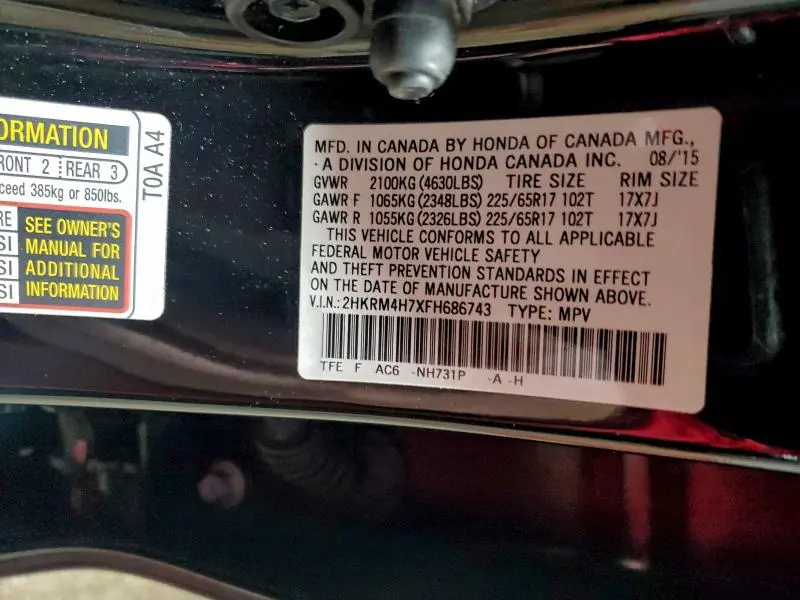 ORMATION
RONT 2 REAR 3
ceed 385kg or 850lbs.
RE
SI
SI
SI
SEE OWNER'S
MANUAL FOR
ADDITIONAL
INFORMATION
T0A A4
MFD. IN CANADA BY HONDA OF CANADA MFG.,
A DIVISION OF HONDA CANADA INC. 08/'15
GVWR 2100KG (4630LBS) TIRE SIZE RIM SIZE
GAWR F 1065KG (2348LBS) 225/65R17 102T 17X7J
GAWR R 1055KG (2326LBS) 225/65R17 102T 17X7J
THIS VEHICLE CONFORMS TO ALL APPLICABLE
FEDERAL MOTOR VEHICLE SAFETY
AND THEFT PREVENTION STANDARDS IN EFFECT
ON THE DATE OF MANUFACTURE SHOWN ABOVE.
V.I.N.: 2HKRM4H7XFH686743 TYPE: MPV
TFE F AC6 -NH731P -A -H